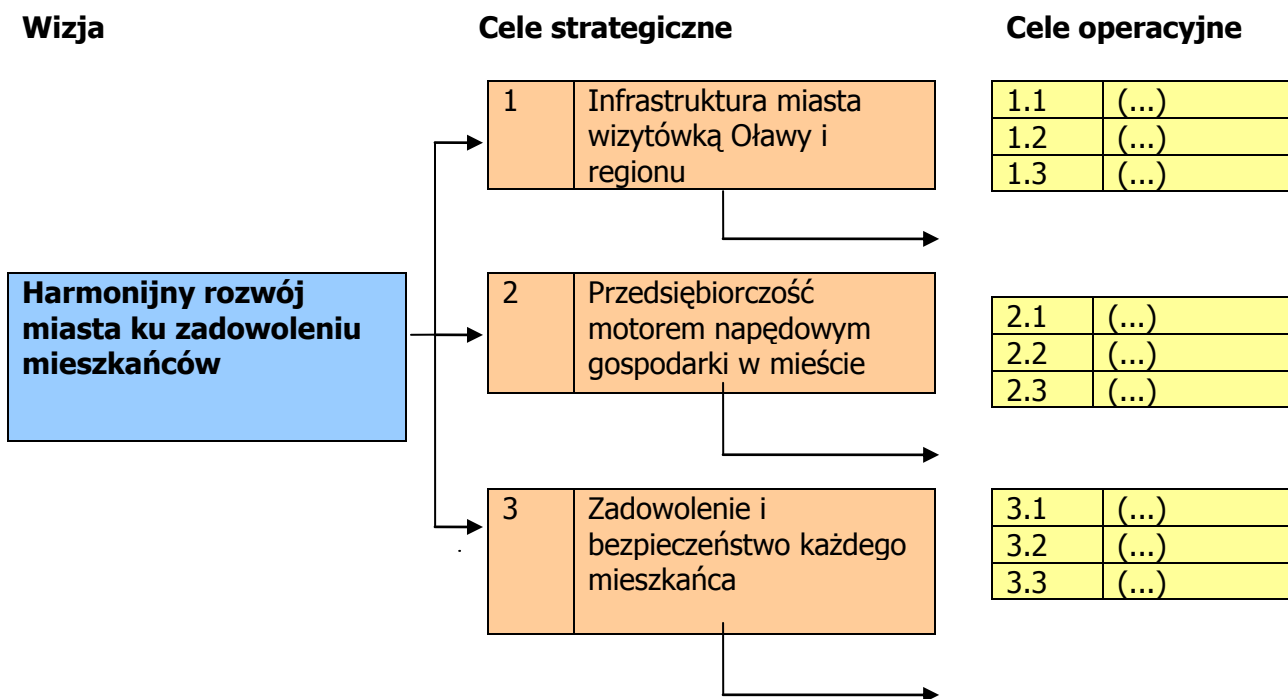 Wizja
Cele strategiczne
Cele operacyjne
Harmonijny rozwój
miasta ku zadowoleniu
mieszkańców
1
Infrastruktura miasta
wizytówką Oławy i
regionu
1.1 (...)
1.2 (...)
1.3 (...)
2
Przedsiębiorczość
motorem napędowym
gospodarki w mieście
2.1 (...)
2.2 (...)
2.3 (...)
3
Zadowolenie i
bezpieczeństwo każdego
mieszkańca
3.1 (...)
3.2 (...)
3.3 (...)